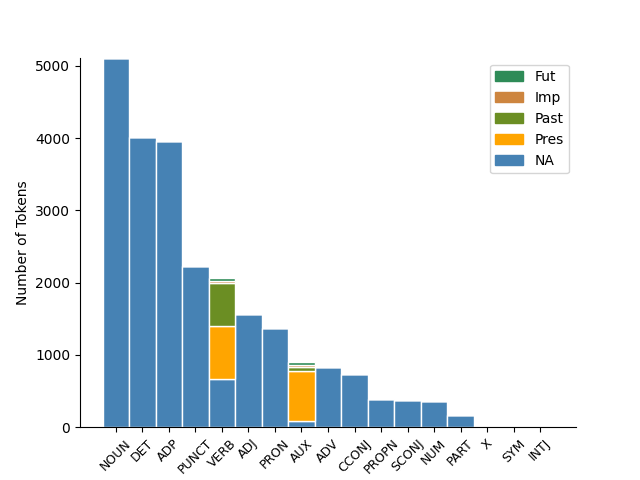 Fut
Imp
Past
Pres
NA
5000
4000
3000
2000
1000
0
Number of Tokens
NOUN
DET
ADP
PUNCT
VERB
ADJ
PRON
AUX
ADV
CCONJ
PROPN
SCONJ
NUM
PART
X
SYM
INTJ